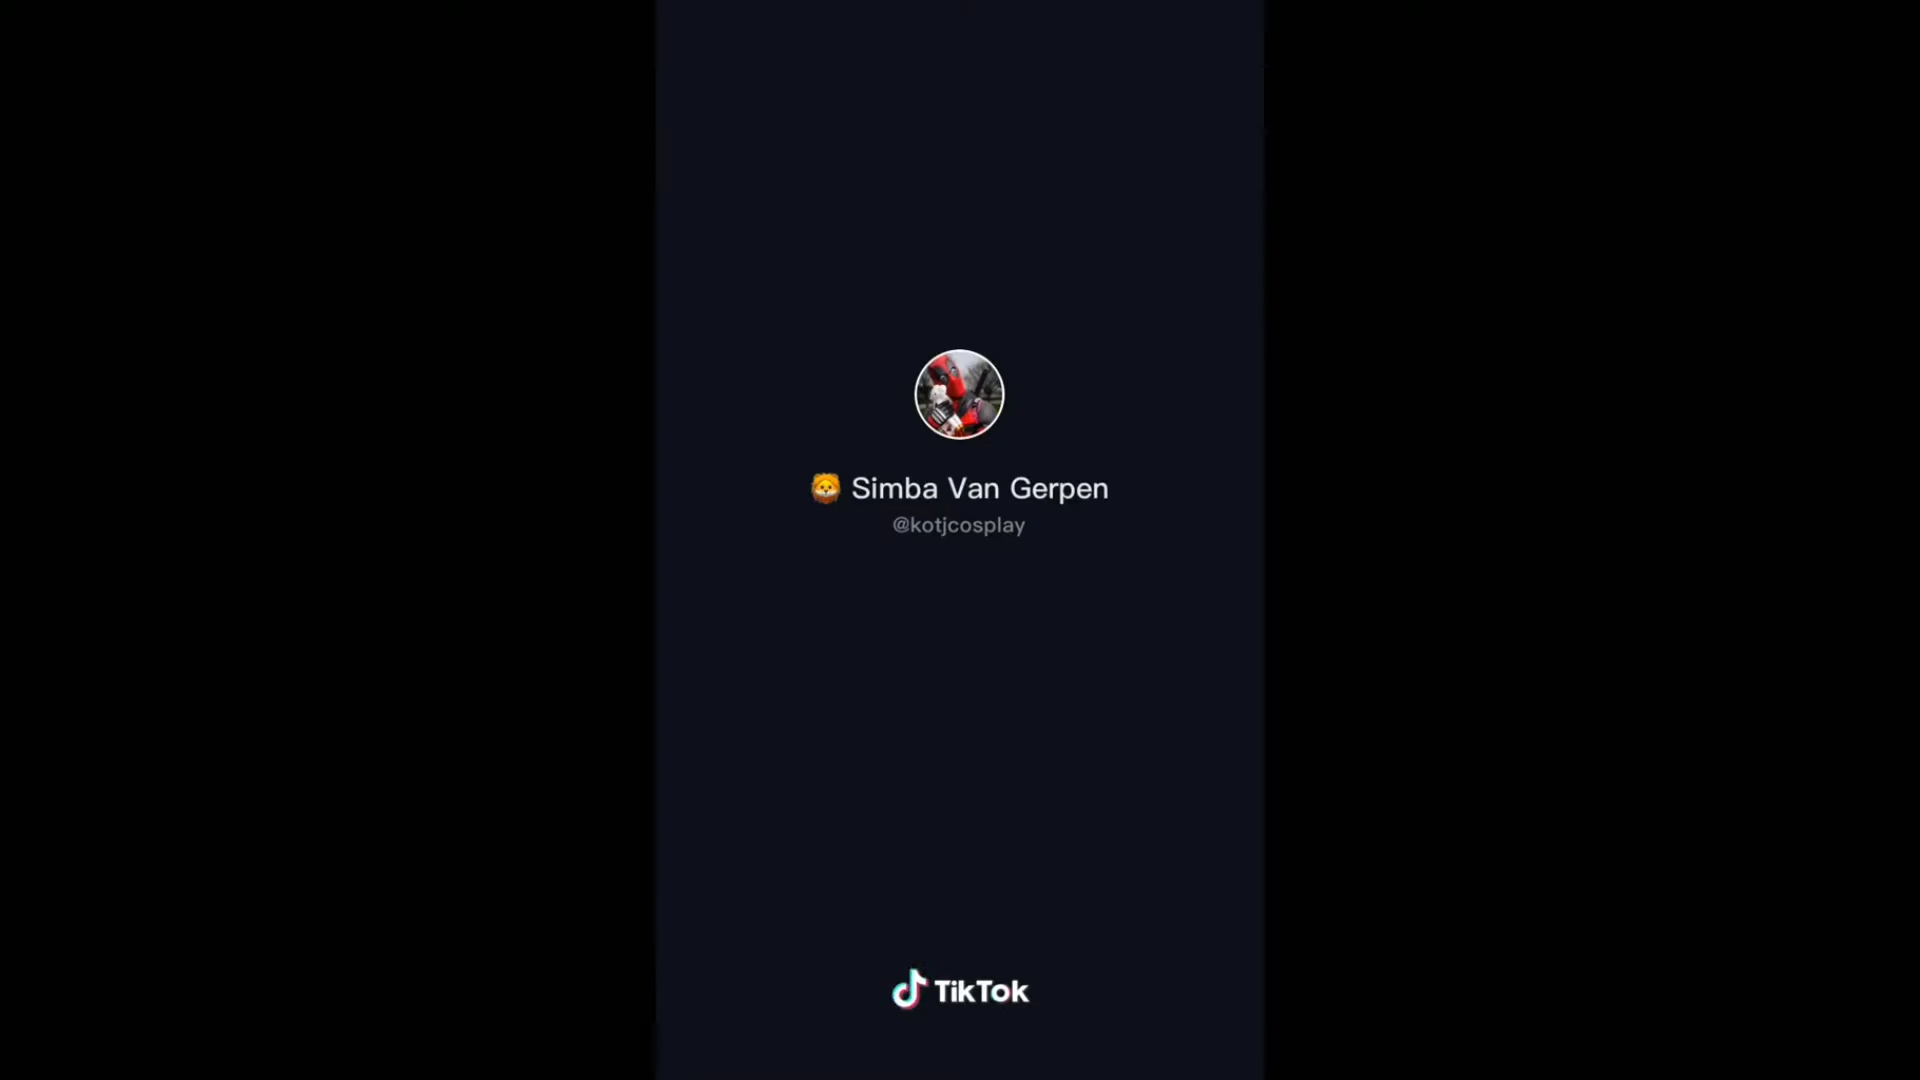 🦁 Simba Van Gerpen
@kotjcosplay
TikTok